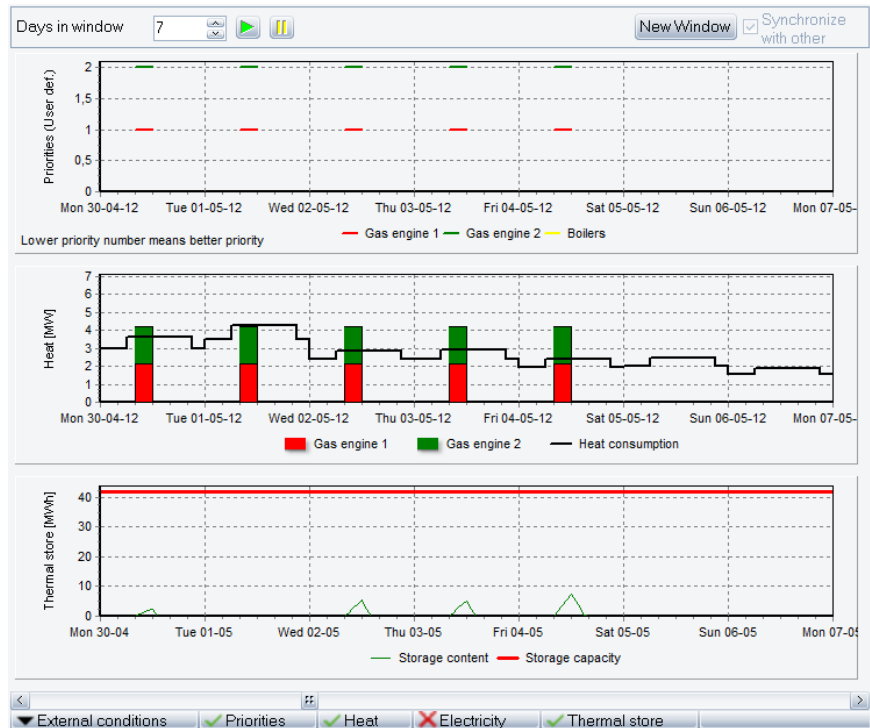 Days in window 7 New Window Synchronize
with other
Priorities (User def.)
2
1,5
1
0,5
0
Mon 30-04-12 Tue 01-05-12 Wed 02-05-12 Thu 03-05-12 Fri 04-05-12 Sat 05-05-12 Sun 06-05-12 Mon 07-05-
Lower priority number means better priority Gas engine 1 Gas engine 2 Boilers
Heat [MW]
7
6
5
4
3
2
1
0
Mon 30-04-12 Tue 01-05-12 Wed 02-05-12 Thu 03-05-12 Fri 04-05-12 Sat 05-05-12 Sun 06-05-12 Mon 07-05-
Gas engine 1 Gas engine 2 Heat consumption
Thermal store [MWh]
40
30
20
10
0
Mon 30-04 Tue 01-05 Wed 02-05 Thu 03-05 Fri 04-05 Sat 05-05 Sun 06-05 Mon 07-05
Storage content Storage capacity
External conditions Priorities Heat Electricity Thermal store